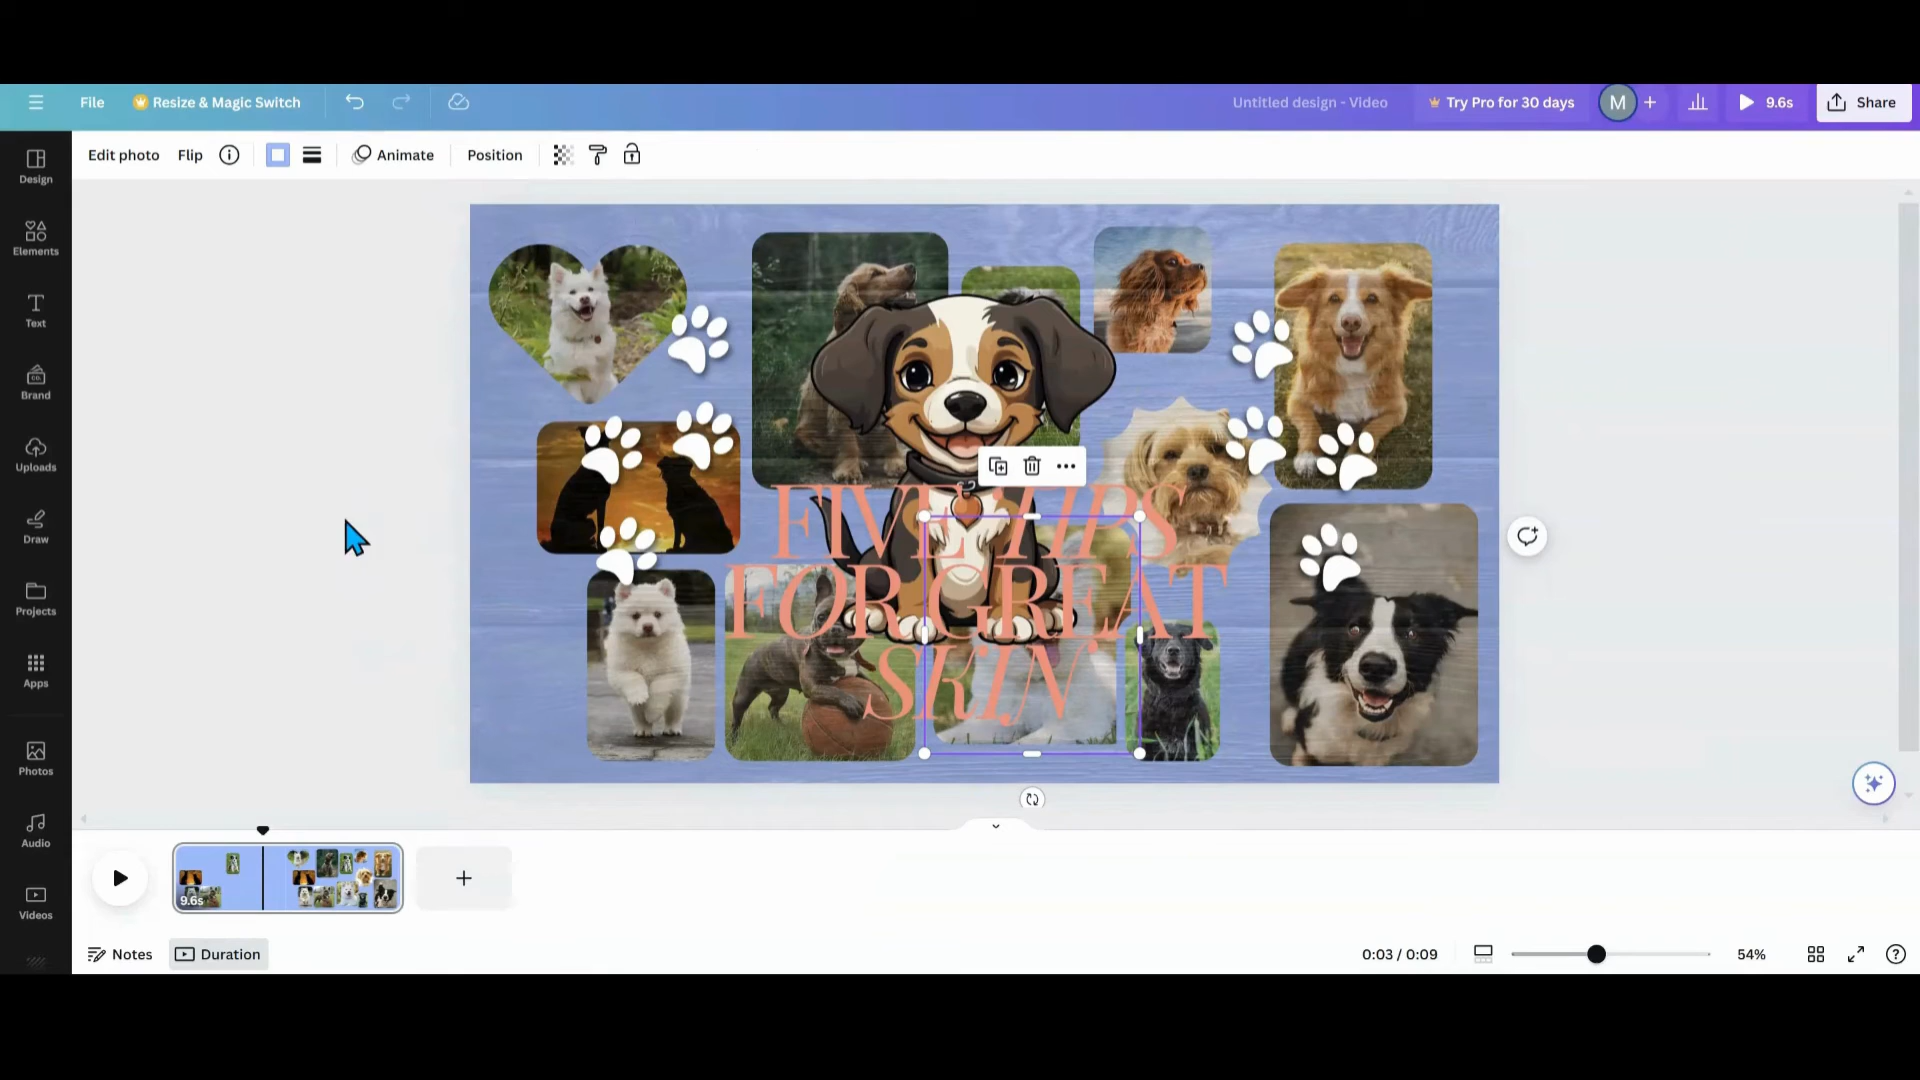 File
Resize & Magic Switch
Untitled design - Video
Try Pro for 30 days
M
9.6s
Share
Edit photo
Flip
Animate
Position
Design
Elements
Text
Brand
Uploads
Draw
Projects
Apps
Photos
Audio
Videos
FIVE TIPS
FOR GREAT
SKIN
9.6s
Notes
Duration
0:03 / 0:09
54%